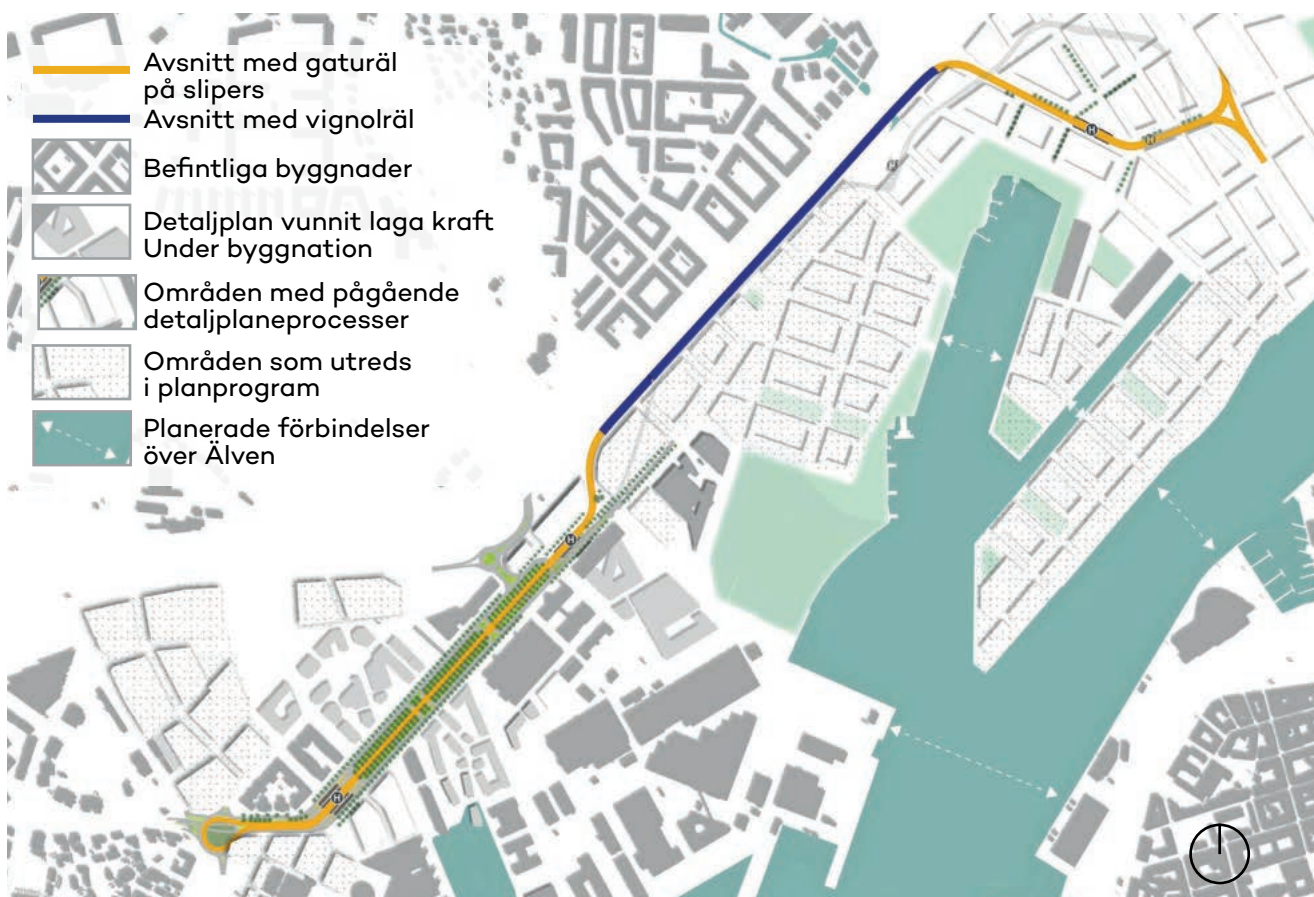 Avsnitt med gaturäl
på slipers
Avsnitt med vignolräl
Befintliga byggnader
Detaljplan vunnit laga kraft
Under byggnation
Områden med pågående
detaljplaneprocesser
Områden som utreds
i planprogram
Planerade förbindelser
över Älven
H
H
H
H
H